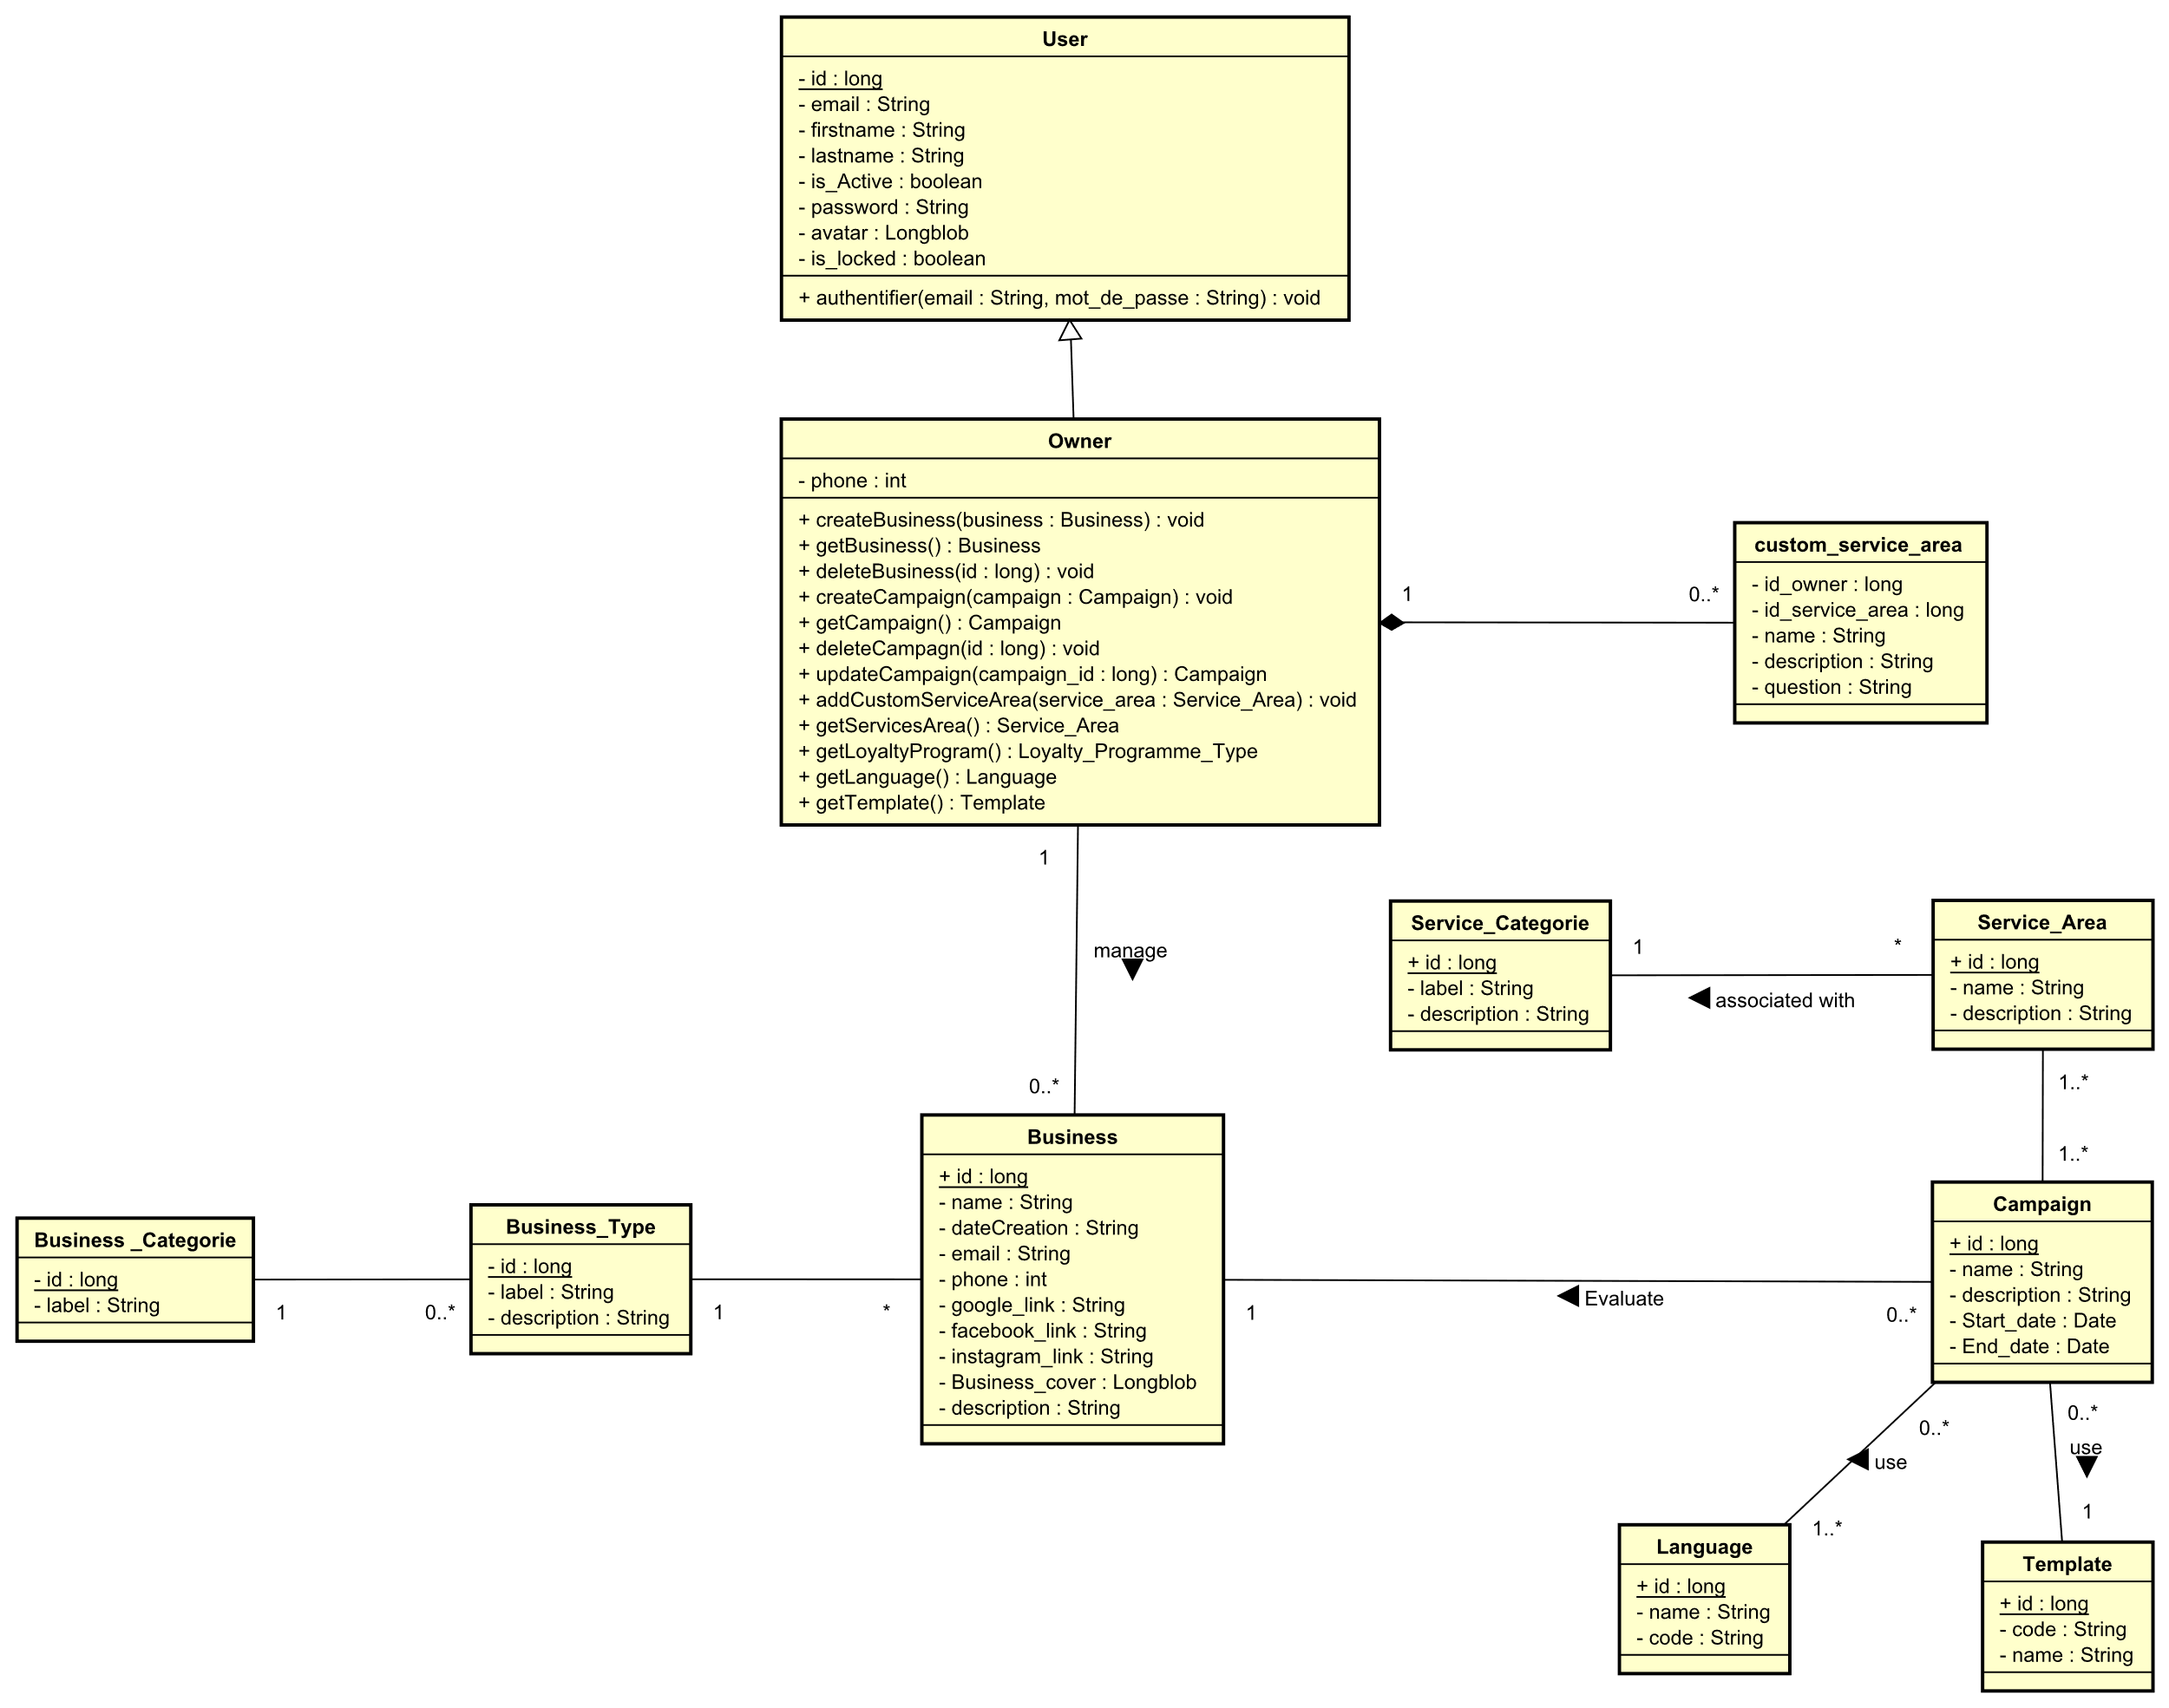 User
- id : long
- email : String
- firstname : String
- lastname : String
- is_Active : boolean
- password : String
- avatar : Longblob
- is_locked : boolean
+ authentifier(email : String, mot_de_passe : String) : void
Owner
- phone : int
+ createBusiness(business : Business) : void
+ getBusiness() : Business
+ deleteBusiness(id : long) : void
+ createCampaign(campaign : Campaign) : void
+ getCampaign() : Campaign
+ deleteCampagn(id : long) : void
+ updateCampaign(campaign_id : long) : Campaign
+ addCustomServiceArea(service_area : Service_Area) : void
+ getServicesArea() : Service_Area
+ getLoyaltyProgram() : Loyalty_Programme_Type
+ getLanguage() : Language
+ getTemplate() : Template
1
0..*
custom_service_area
- id_owner : long
- id_service_area : long
- name : String
- description : String
- question : String
1
manage
0..*
Service_Categorie
+ id : long
- label : String
- description : String
1
*
associated with
Service_Area
+ id : long
- name : String
- description : String
1..*
1..*
Business _Categorie
- id : long
- label : String
1
0..*
Business_Type
- id : long
- label : String
- description : String
1
*
Business
+ id : long
- name : String
- dateCreation : String
- email : String
- phone : int
- google_link : String
- facebook_link : String
- instagram_link : String
- Business_cover : Longblob
- description : String
1
Evaluate
0..*
Campaign
+ id : long
- name : String
- description : String
- Start_date : Date
- End_date : Date
0..*
use
1..*
0..*
use
1
Language
+ id : long
- name : String
- code : String
Template
+ id : long
- code : String
- name : String